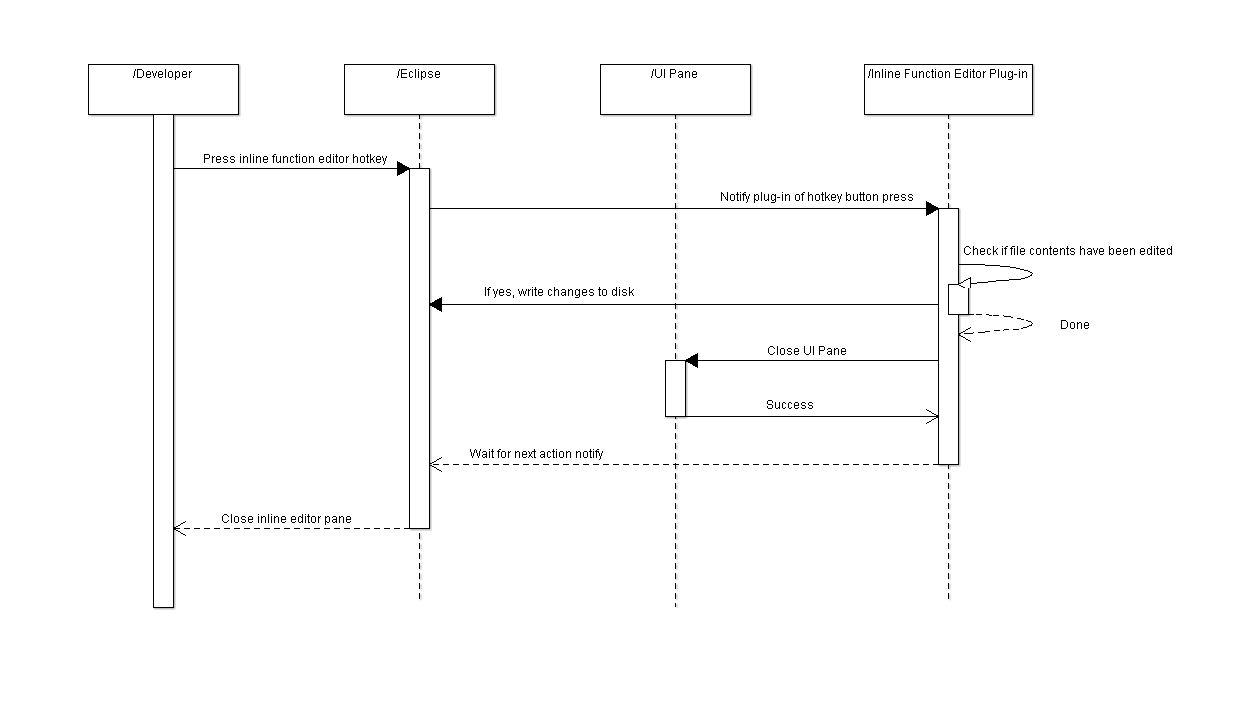 /Developer
/Eclipse
/UI Pane
/Inline Function Editor Plug-in
Press inline function editor hotkey
Notify plug-in of hotkey button press
Check if file contents have been edited
If yes, write changes to disk
Done
Close UI Pane
Success
Wait for next action notify
Close inline editor pane